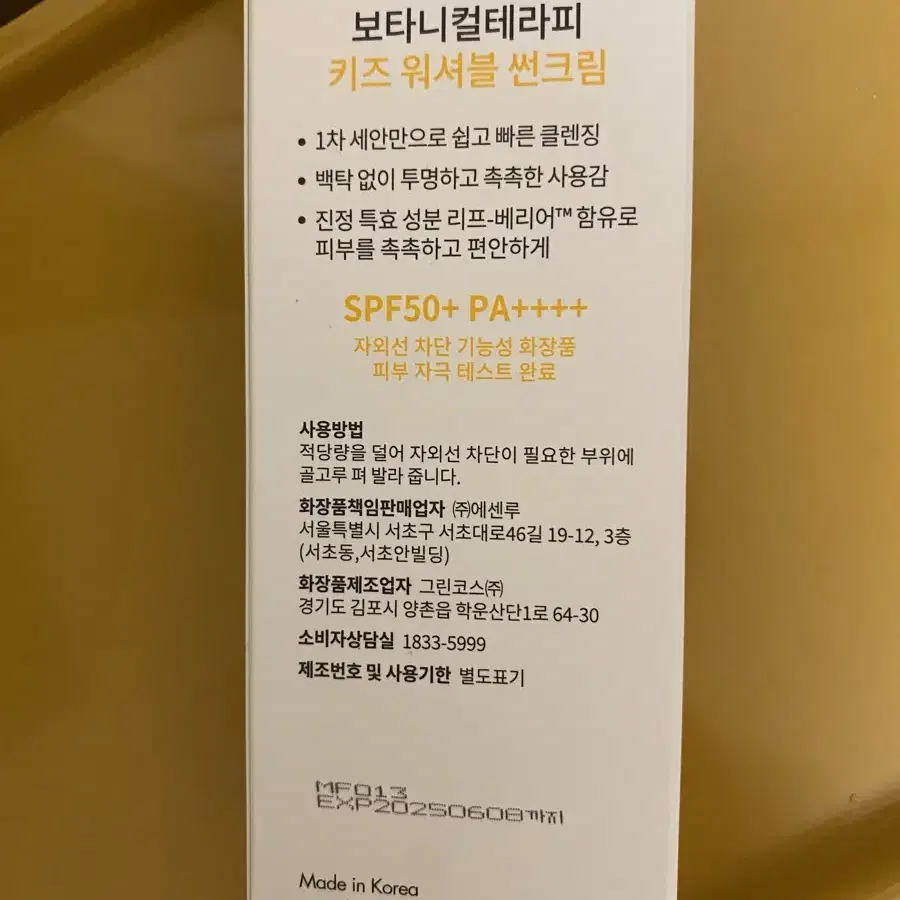 보타니컬테라피
키즈 워셔블 썬크림
• 1차 세안만으로 쉽고 빠른 클렌징
• 백탁 없이 투명하고 촉촉한 사용감
• 진정 특효 성분 리프-베리어™ 함유로
피부를 촉촉하고 편안하게
SPF50+ PA++++
자외선 차단 기능성 화장품
피부 자극 테스트 완료
사용방법
적당량을 덜어 자외선 차단이 필요한 부위에
골고루 펴 발라 줍니다.
화장품책임판매업자 ㈜에센루
서울특별시 서초구 서초대로46길 19-12, 3층
(서초동,서초안빌딩)
화장품제조업자 그린코스㈜
경기도 김포시 양촌읍 학운산단1로 64-30
소비자상담실 1833-5999
제조번호 및 사용기한 별도표기
MF013
EXP20250608까지
Made in Korea